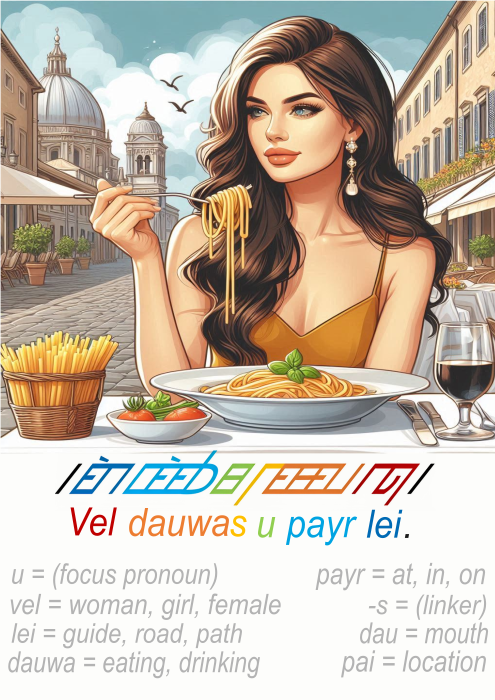 Vel dauwas u payr lei.
u = (focus pronoun)
vel = woman, girl, female
lei = guide, road, path
dauwa = eating, drinking
payr = at, in, on
-s = (linker)
dau = mouth
pai = location